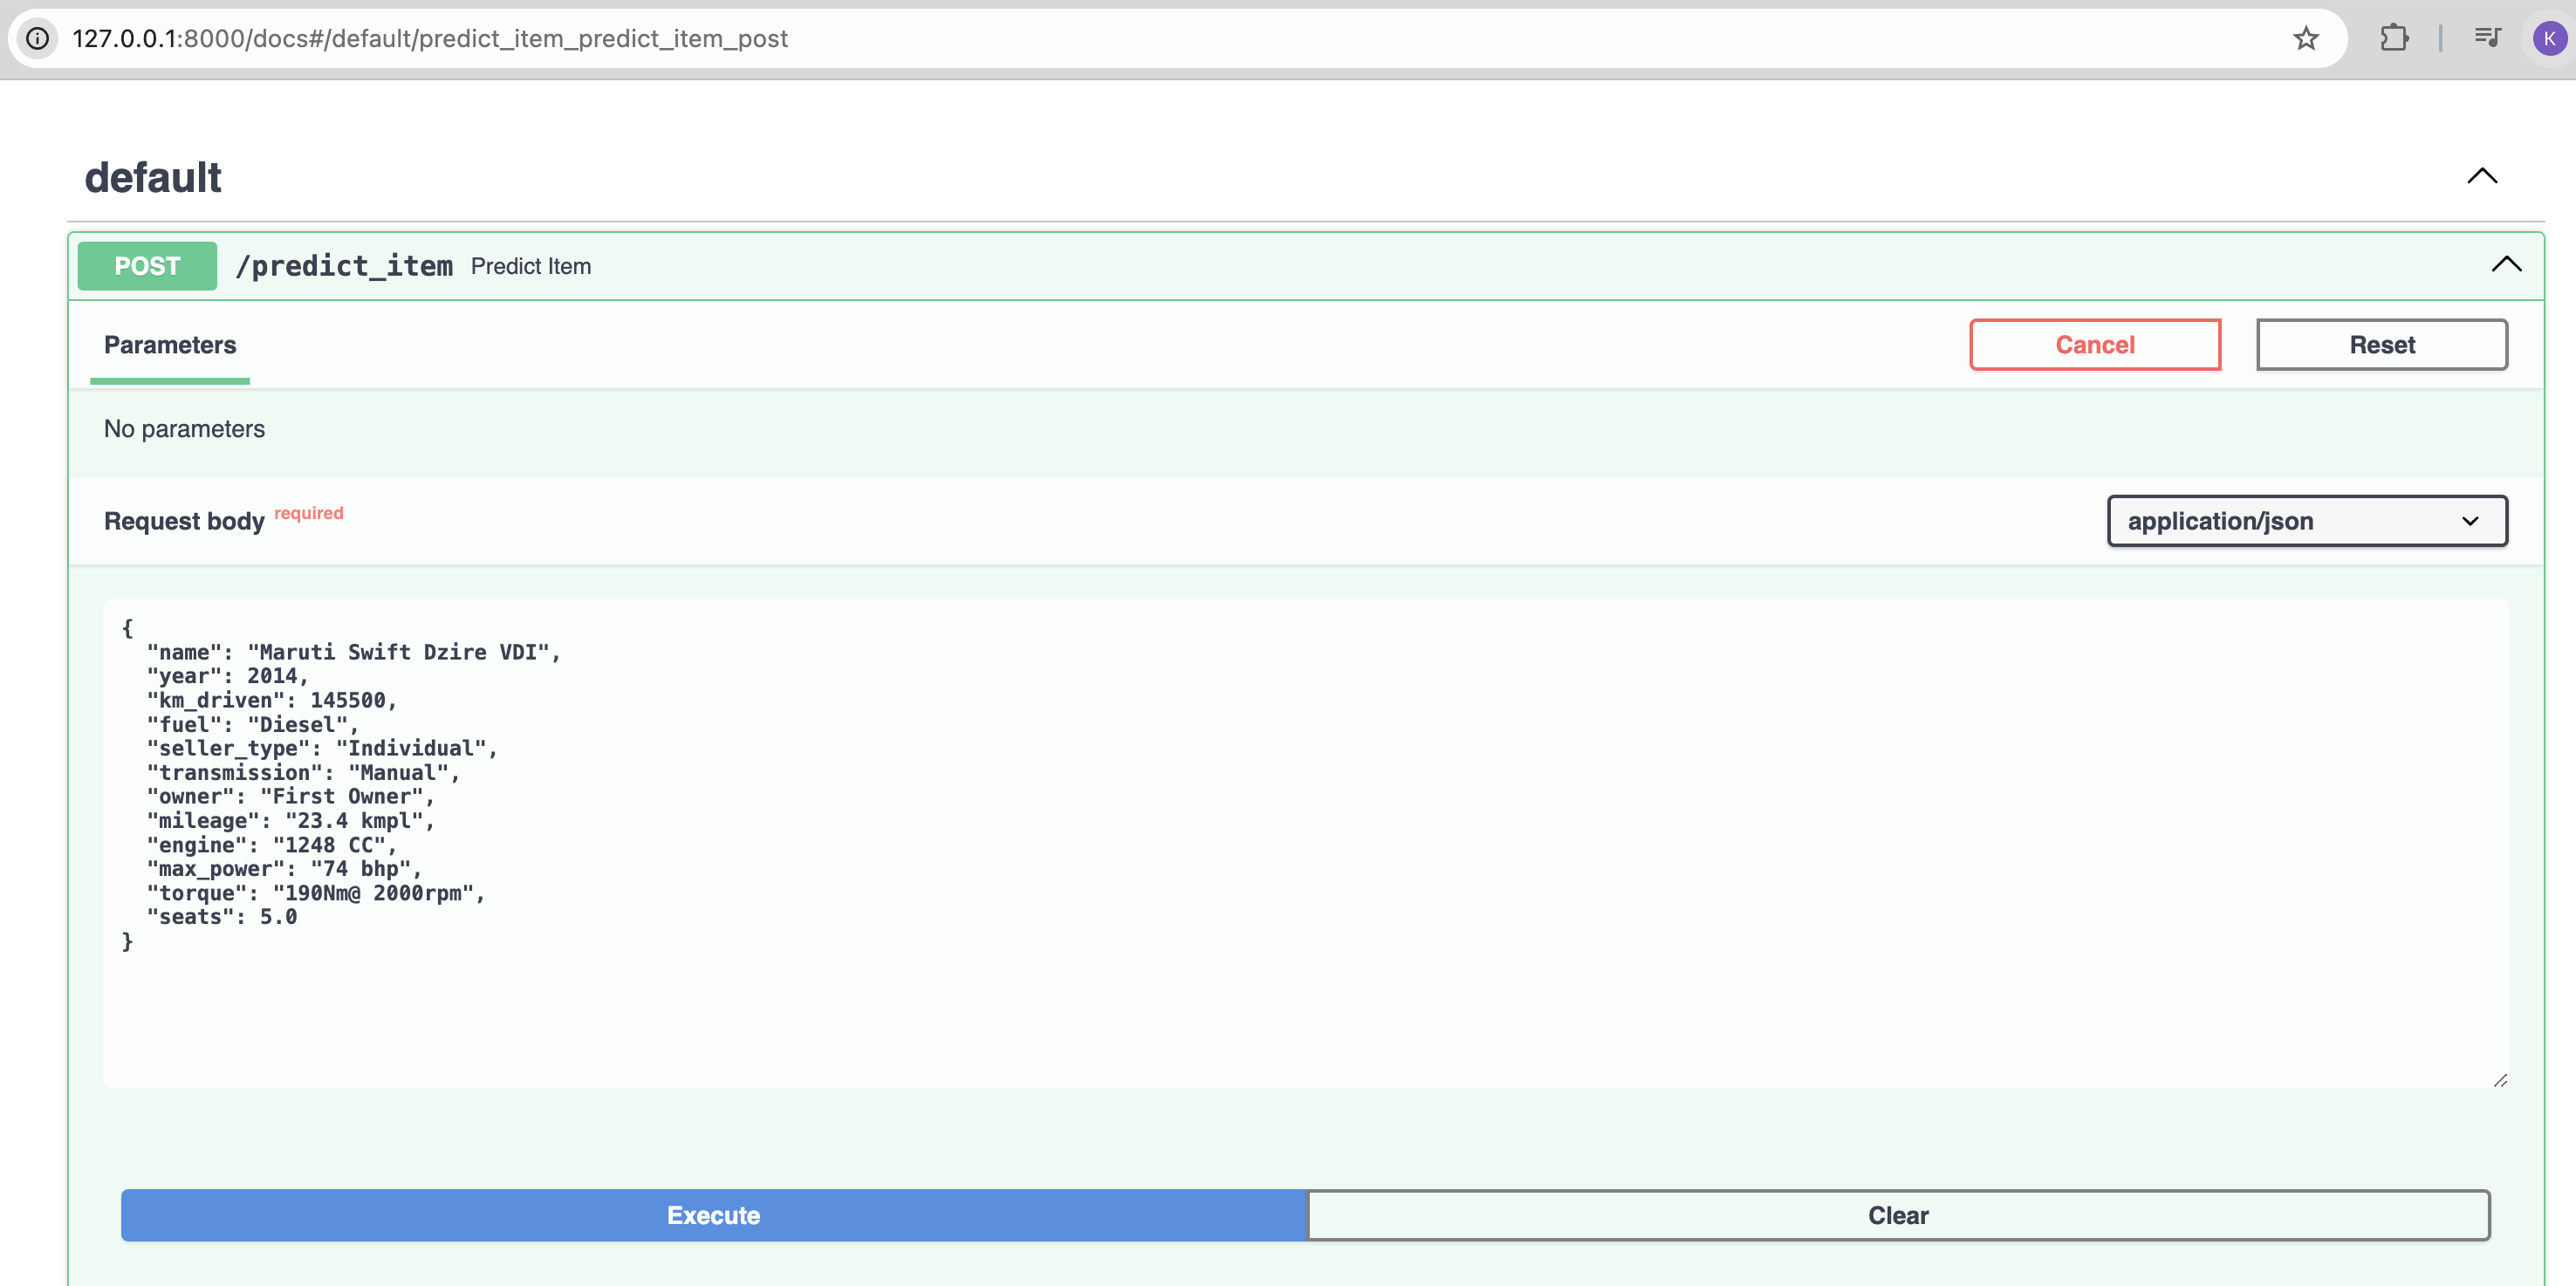 127.0.0.1:8000/docs#/default/predict_item_predict_item_post
K
default
POST /predict_item Predict Item
Parameters
Cancel
Reset
No parameters
Request body required
application/json
{
  "name": "Maruti Swift Dzire VDI",
  "year": 2014,
  "km_driven": 145500,
  "fuel": "Diesel",
  "seller_type": "Individual",
  "transmission": "Manual",
  "owner": "First Owner",
  "mileage": "23.4 kmpl",
  "engine": "1248 CC",
  "max_power": "74 bhp",
  "torque": "190Nm@ 2000rpm",
  "seats": 5.0
}
Execute
Clear